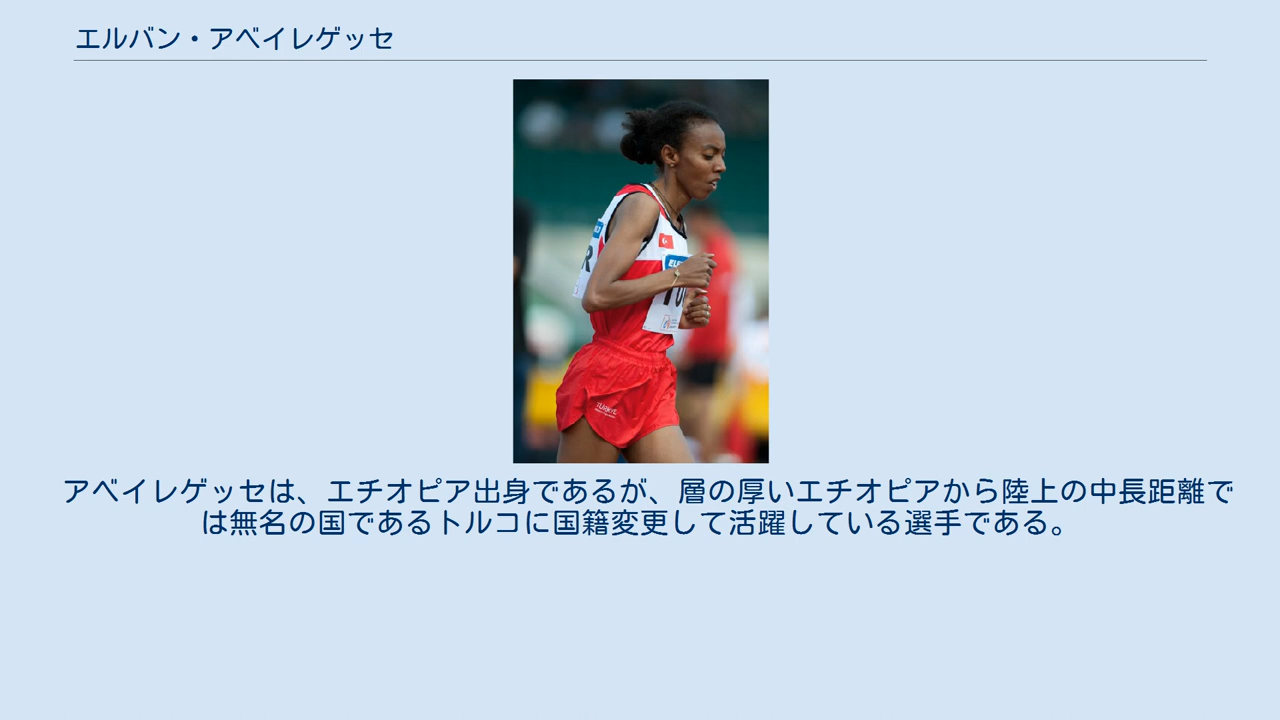 エルバン・アベイレゲッセ
アベイレゲッセは、エチオピア出身であるが、層の厚いエチオピアから陸上の中長距離で
は無名の国であるトルコに国籍変更して活躍している選手である。